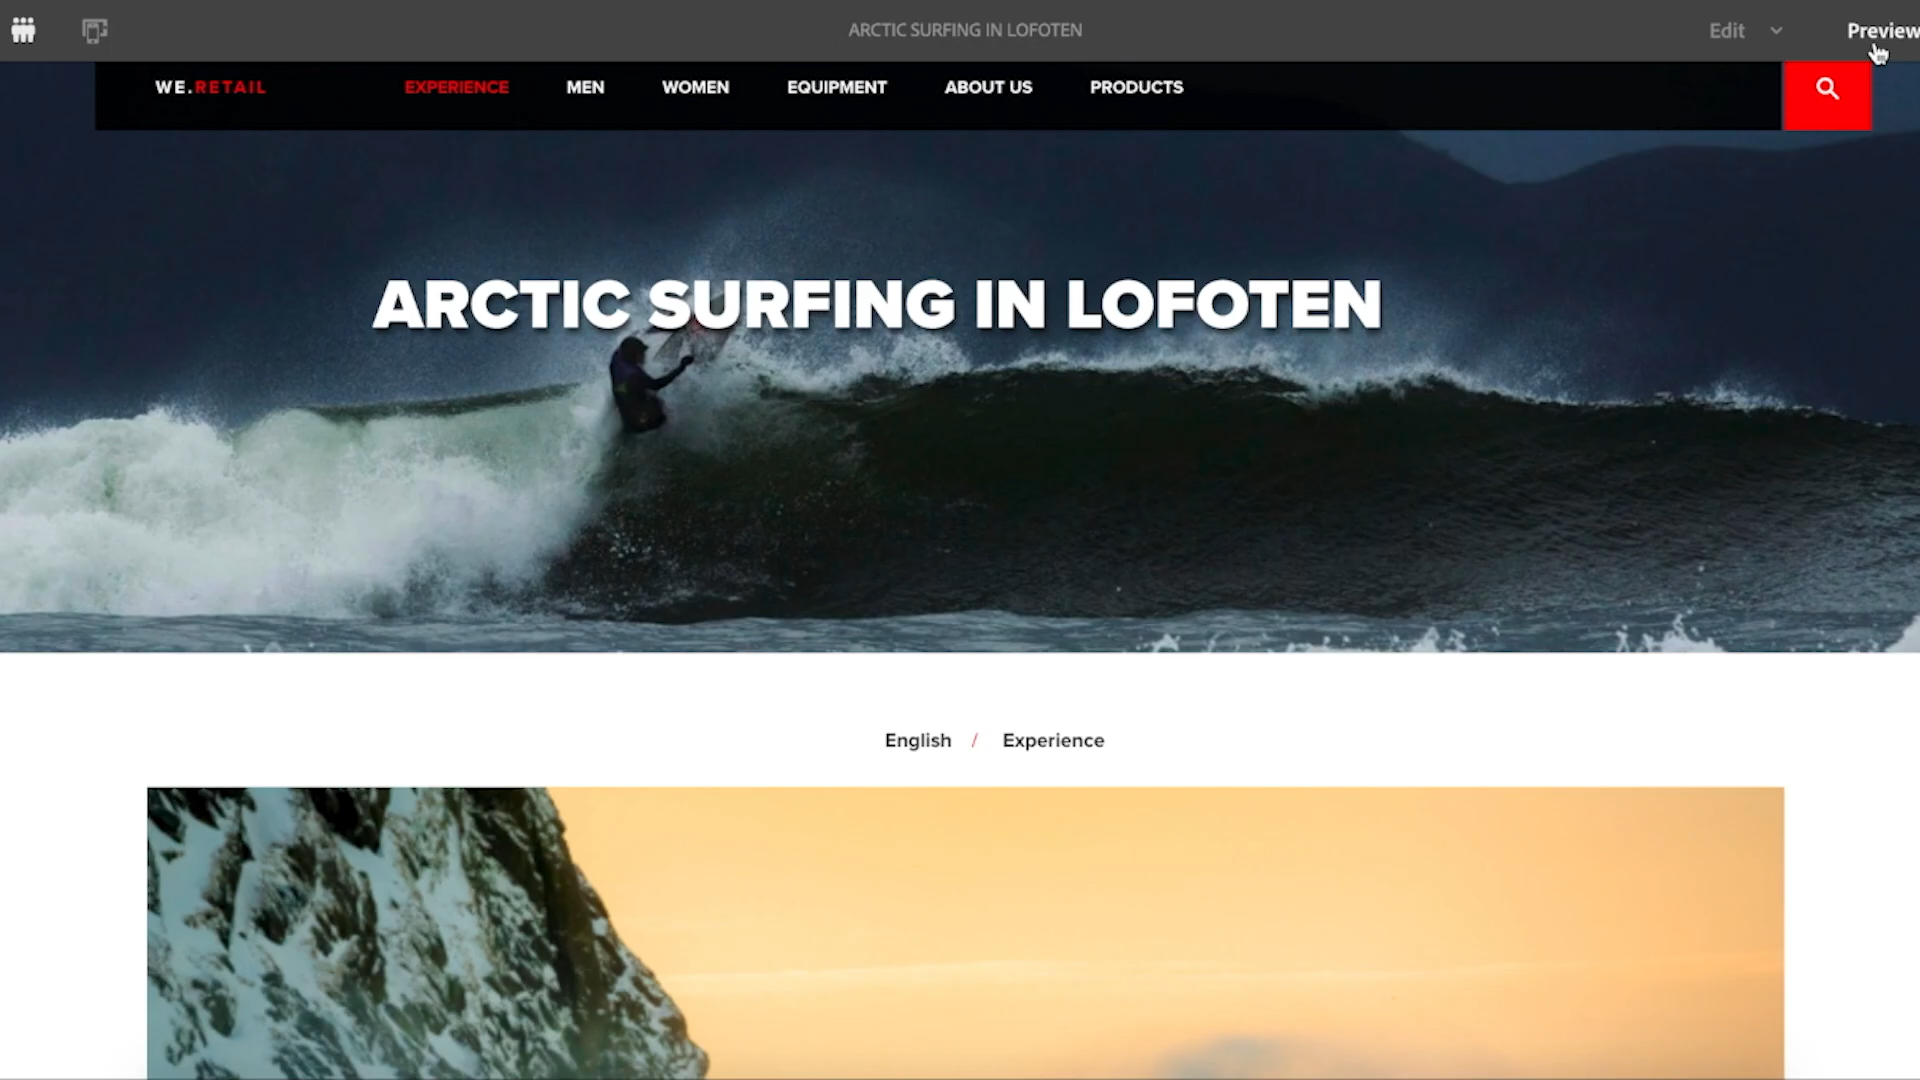 ARCTIC SURFING IN LOFOTEN
Edit
Preview
WE.RETAIL
EXPERIENCE
MEN
WOMEN
EQUIPMENT
ABOUT US
PRODUCTS
ARCTIC SURFING IN LOFOTEN
English / Experience